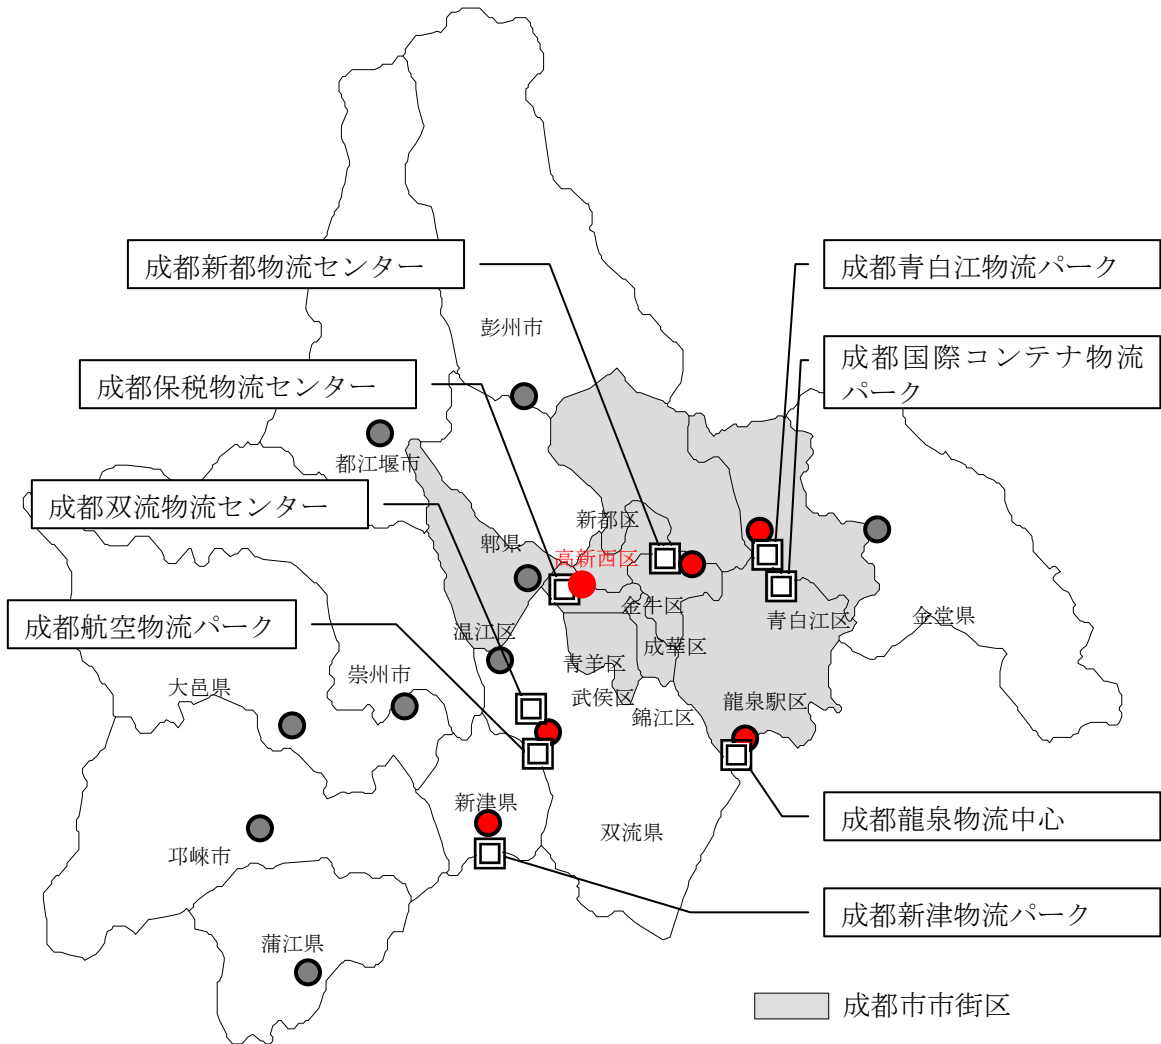 成都新都物流センター
成都青白江物流パーク
彭州市
成都国際コンテナ物流
パーク
成都保税物流センター
都江堰市
成都双流物流センター
新都区
郫県
高新西区
金牛区
青白江区
金堂県
成都航空物流パーク
温江区
成華区
青羊区
崇州市
大邑県
武侯区
龍泉駅区
錦江区
新津県
成都龍泉物流中心
双流県
邛崍市
成都新津物流パーク
蒲江県
成都市市街区